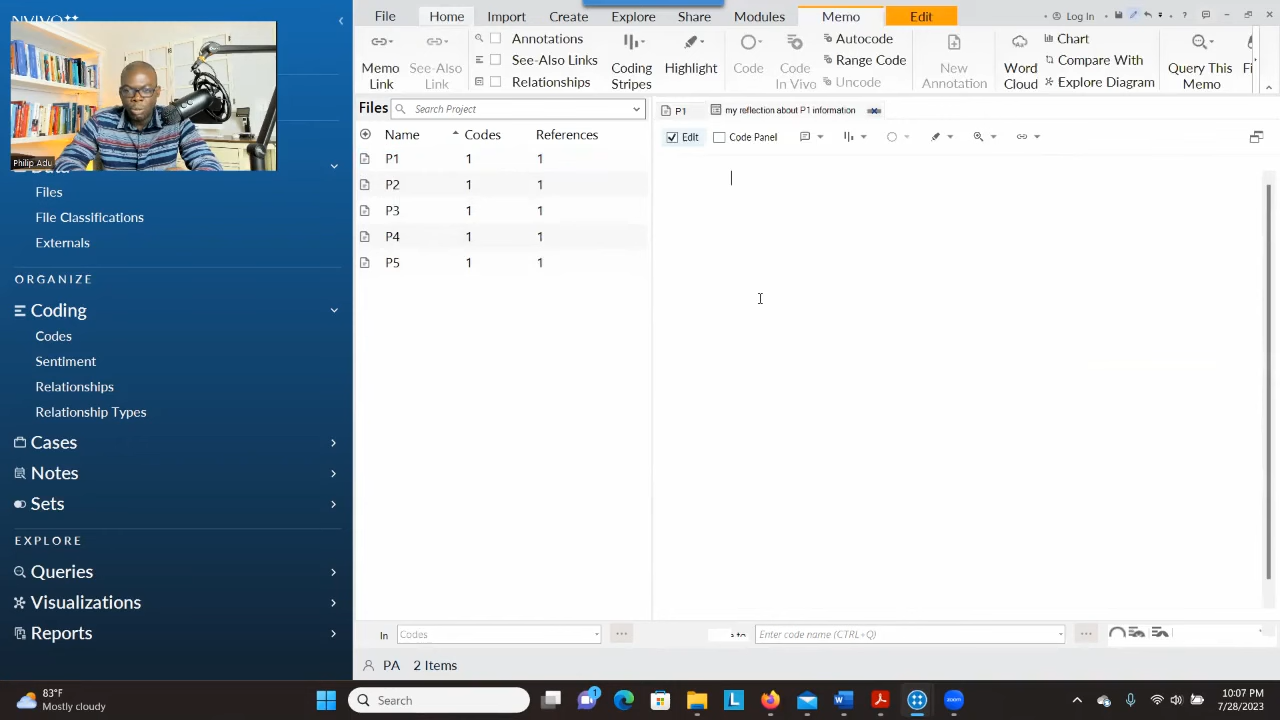 NVIVO
File Home Import Create Explore Share Modules Memo Edit Log In
Memo Link
See-Also Link
Annotations
See-Also Links
Relationships
Coding Stripes
Highlight
Code
Code In Vivo
Autocode
Range Code
Uncode
New Annotation
Word Cloud
Chart
Compare With
Explore Diagram
Query This Memo
Files Search Project
P1 my reflection about P1 information
Edit Code Panel
Name Codes References
P1 1 1
P2 1 1
P3 1 1
P4 1 1
P5 1 1
Philip Adu
Files
File Classifications
Externals
ORGANIZE
Coding
Codes
Sentiment
Relationships
Relationship Types
Cases
Notes
Sets
EXPLORE
Queries
Visualizations
Reports
In Codes Enter code name (CTRL+Q)
PA 2 Items
83°F
Mostly cloudy
Search
1
10:07 PM
7/28/2023